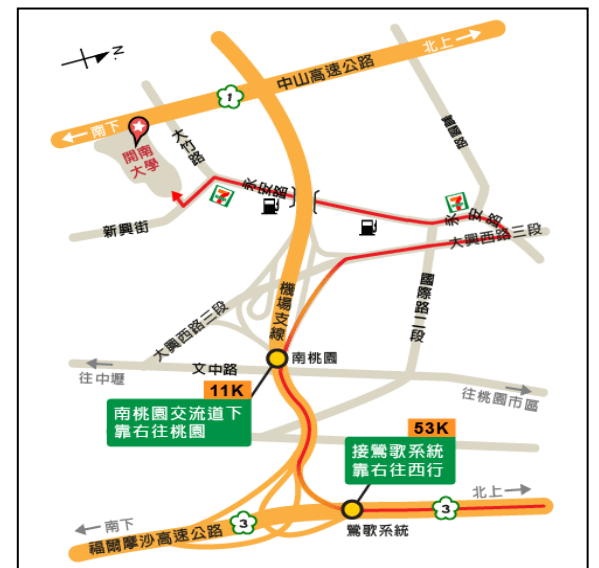 N
北上
中山高速公路
1
南下
開南
大學
大竹路
永安路
新興街
永安路
大興西路三段
國際路二段
機場支線
大興西路三段
南桃園
文中路
往中壢
往桃園市區
11K
南桃園交流道下
靠右往桃園
53K
接鶯歌系統
靠右往西行
北上
3
南下
3
福爾摩沙高速公路
鶯歌系統
7
7